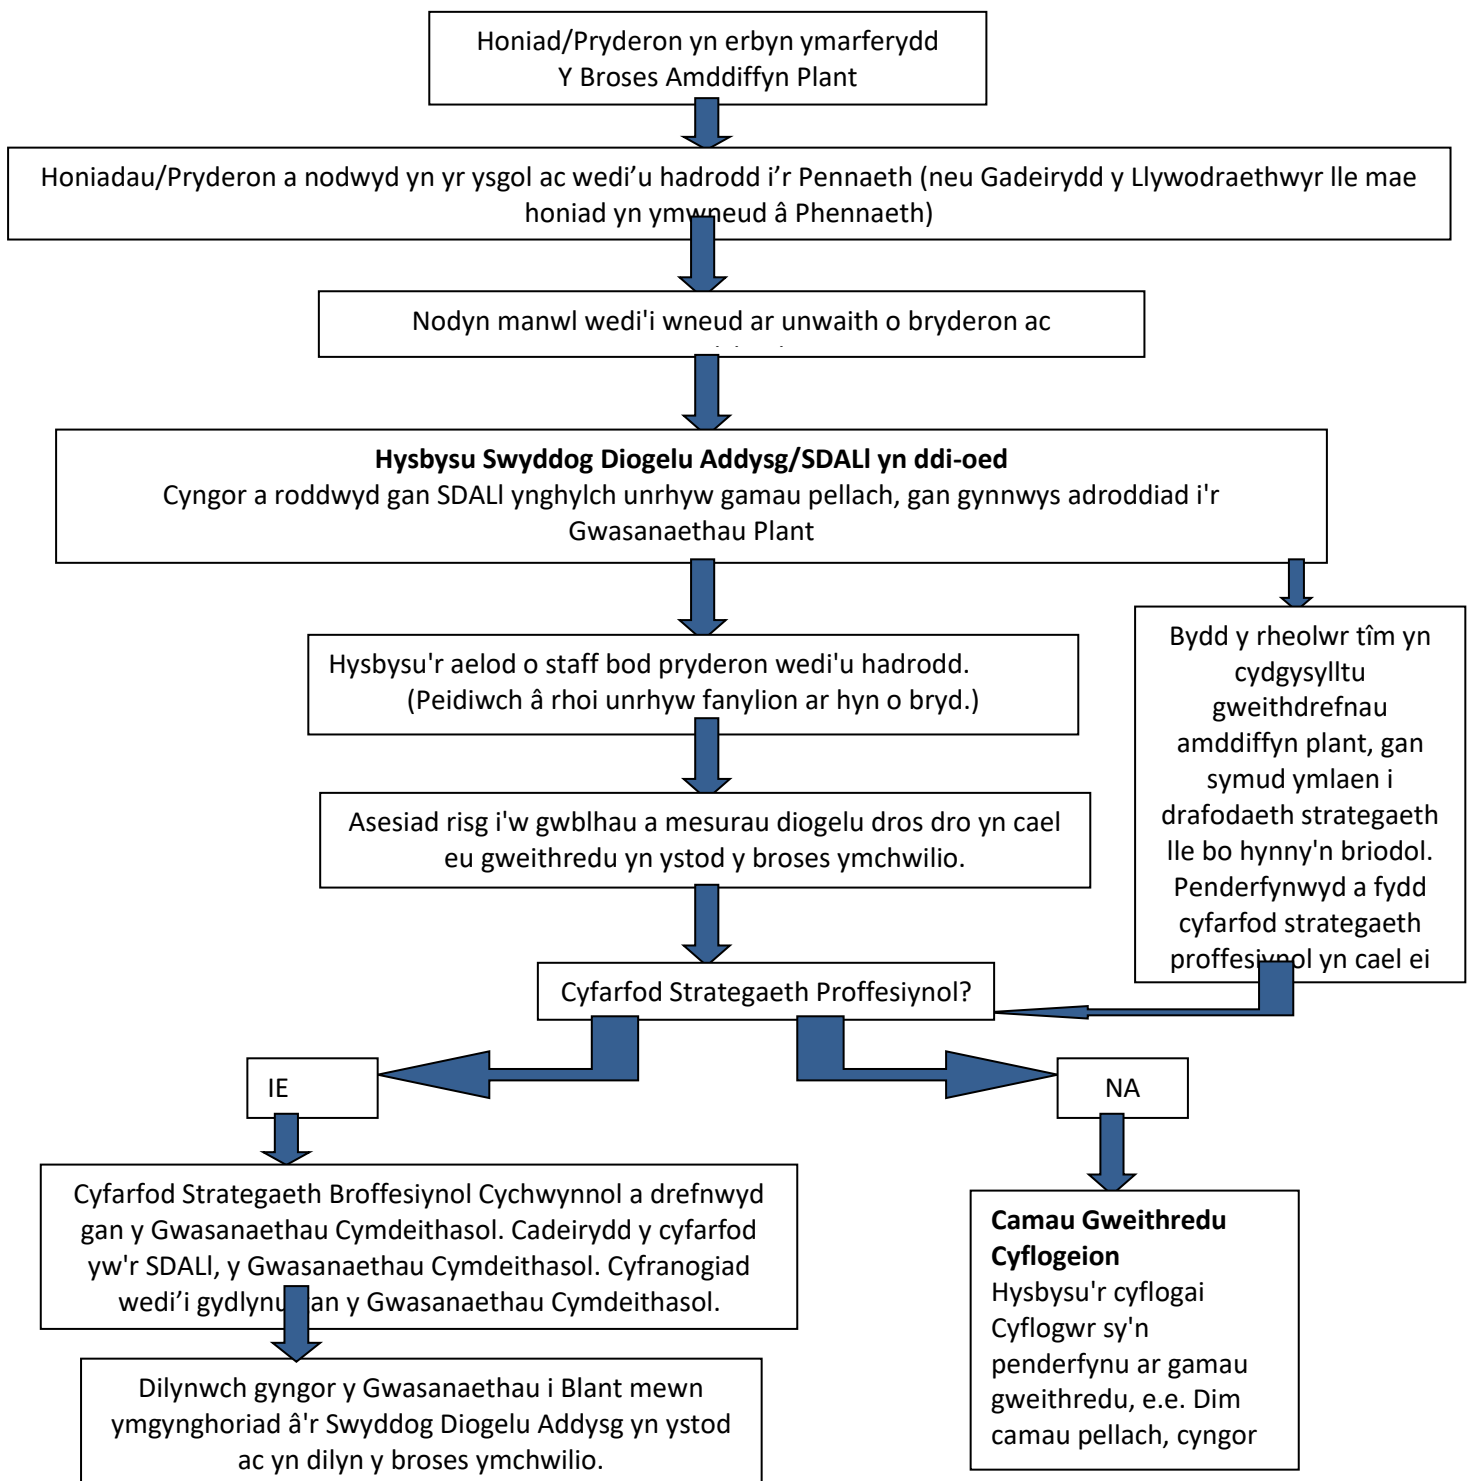 Honiad/Pryderon yn erbyn ymarferydd
Y Broses Amddiffyn Plant
Honiadau/Pryderon a nodwyd yn yr ysgol ac wedi’u hadrodd i’r Pennaeth (neu Gadeirydd y Llywodraethwyr lle mae
honiad yn ymwneud â Phennaeth)
Nodyn manwl wedi'i wneud ar unwaith o bryderon ac
Hysbysu Swyddog Diogelu Addysg/SDALl yn ddi-oed
Cyngor a roddwyd gan SDALl ynghylch unrhyw gamau pellach, gan gynnwys adroddiad i'r
Gwasanaethau Plant
Hysbysu'r aelod o staff bod pryderon wedi'u hadrodd.
(Peidiwch â rhoi unrhyw fanylion ar hyn o bryd.)
Bydd y rheolwr tîm yn
cydgysylltu
gweithdrefnau
amddiffyn plant, gan
symud ymlaen i
drafodaeth strategaeth
lle bo hynny'n briodol.
Penderfynwyd a fydd
cyfarfod strategaeth
proffesiynol yn cael ei
Asesiad risg i'w gwblhau a mesurau diogelu dros dro yn cael
eu gweithredu yn ystod y broses ymchwilio.
Cyfarfod Strategaeth Proffesiynol?
IE
NA
Cyfarfod Strategaeth Broffesiynol Cychwynnol a drefnwyd
gan y Gwasanaethau Cymdeithasol. Cadeirydd y cyfarfod
yw'r SDALl, y Gwasanaethau Cymdeithasol. Cyfranogiad
wedi’i gydlynu gan y Gwasanaethau Cymdeithasol.
Dilynwch gyngor y Gwasanaethau i Blant mewn
ymgynghoriad â'r Swyddog Diogelu Addysg yn ystod
ac yn dilyn y broses ymchwilio.
Camau Gweithredu
Cyflogeion
Hysbysu'r cyflogai
Cyflogwr sy'n
penderfynu ar gamau
gweithredu, e.e. Dim
camau pellach, cyngor